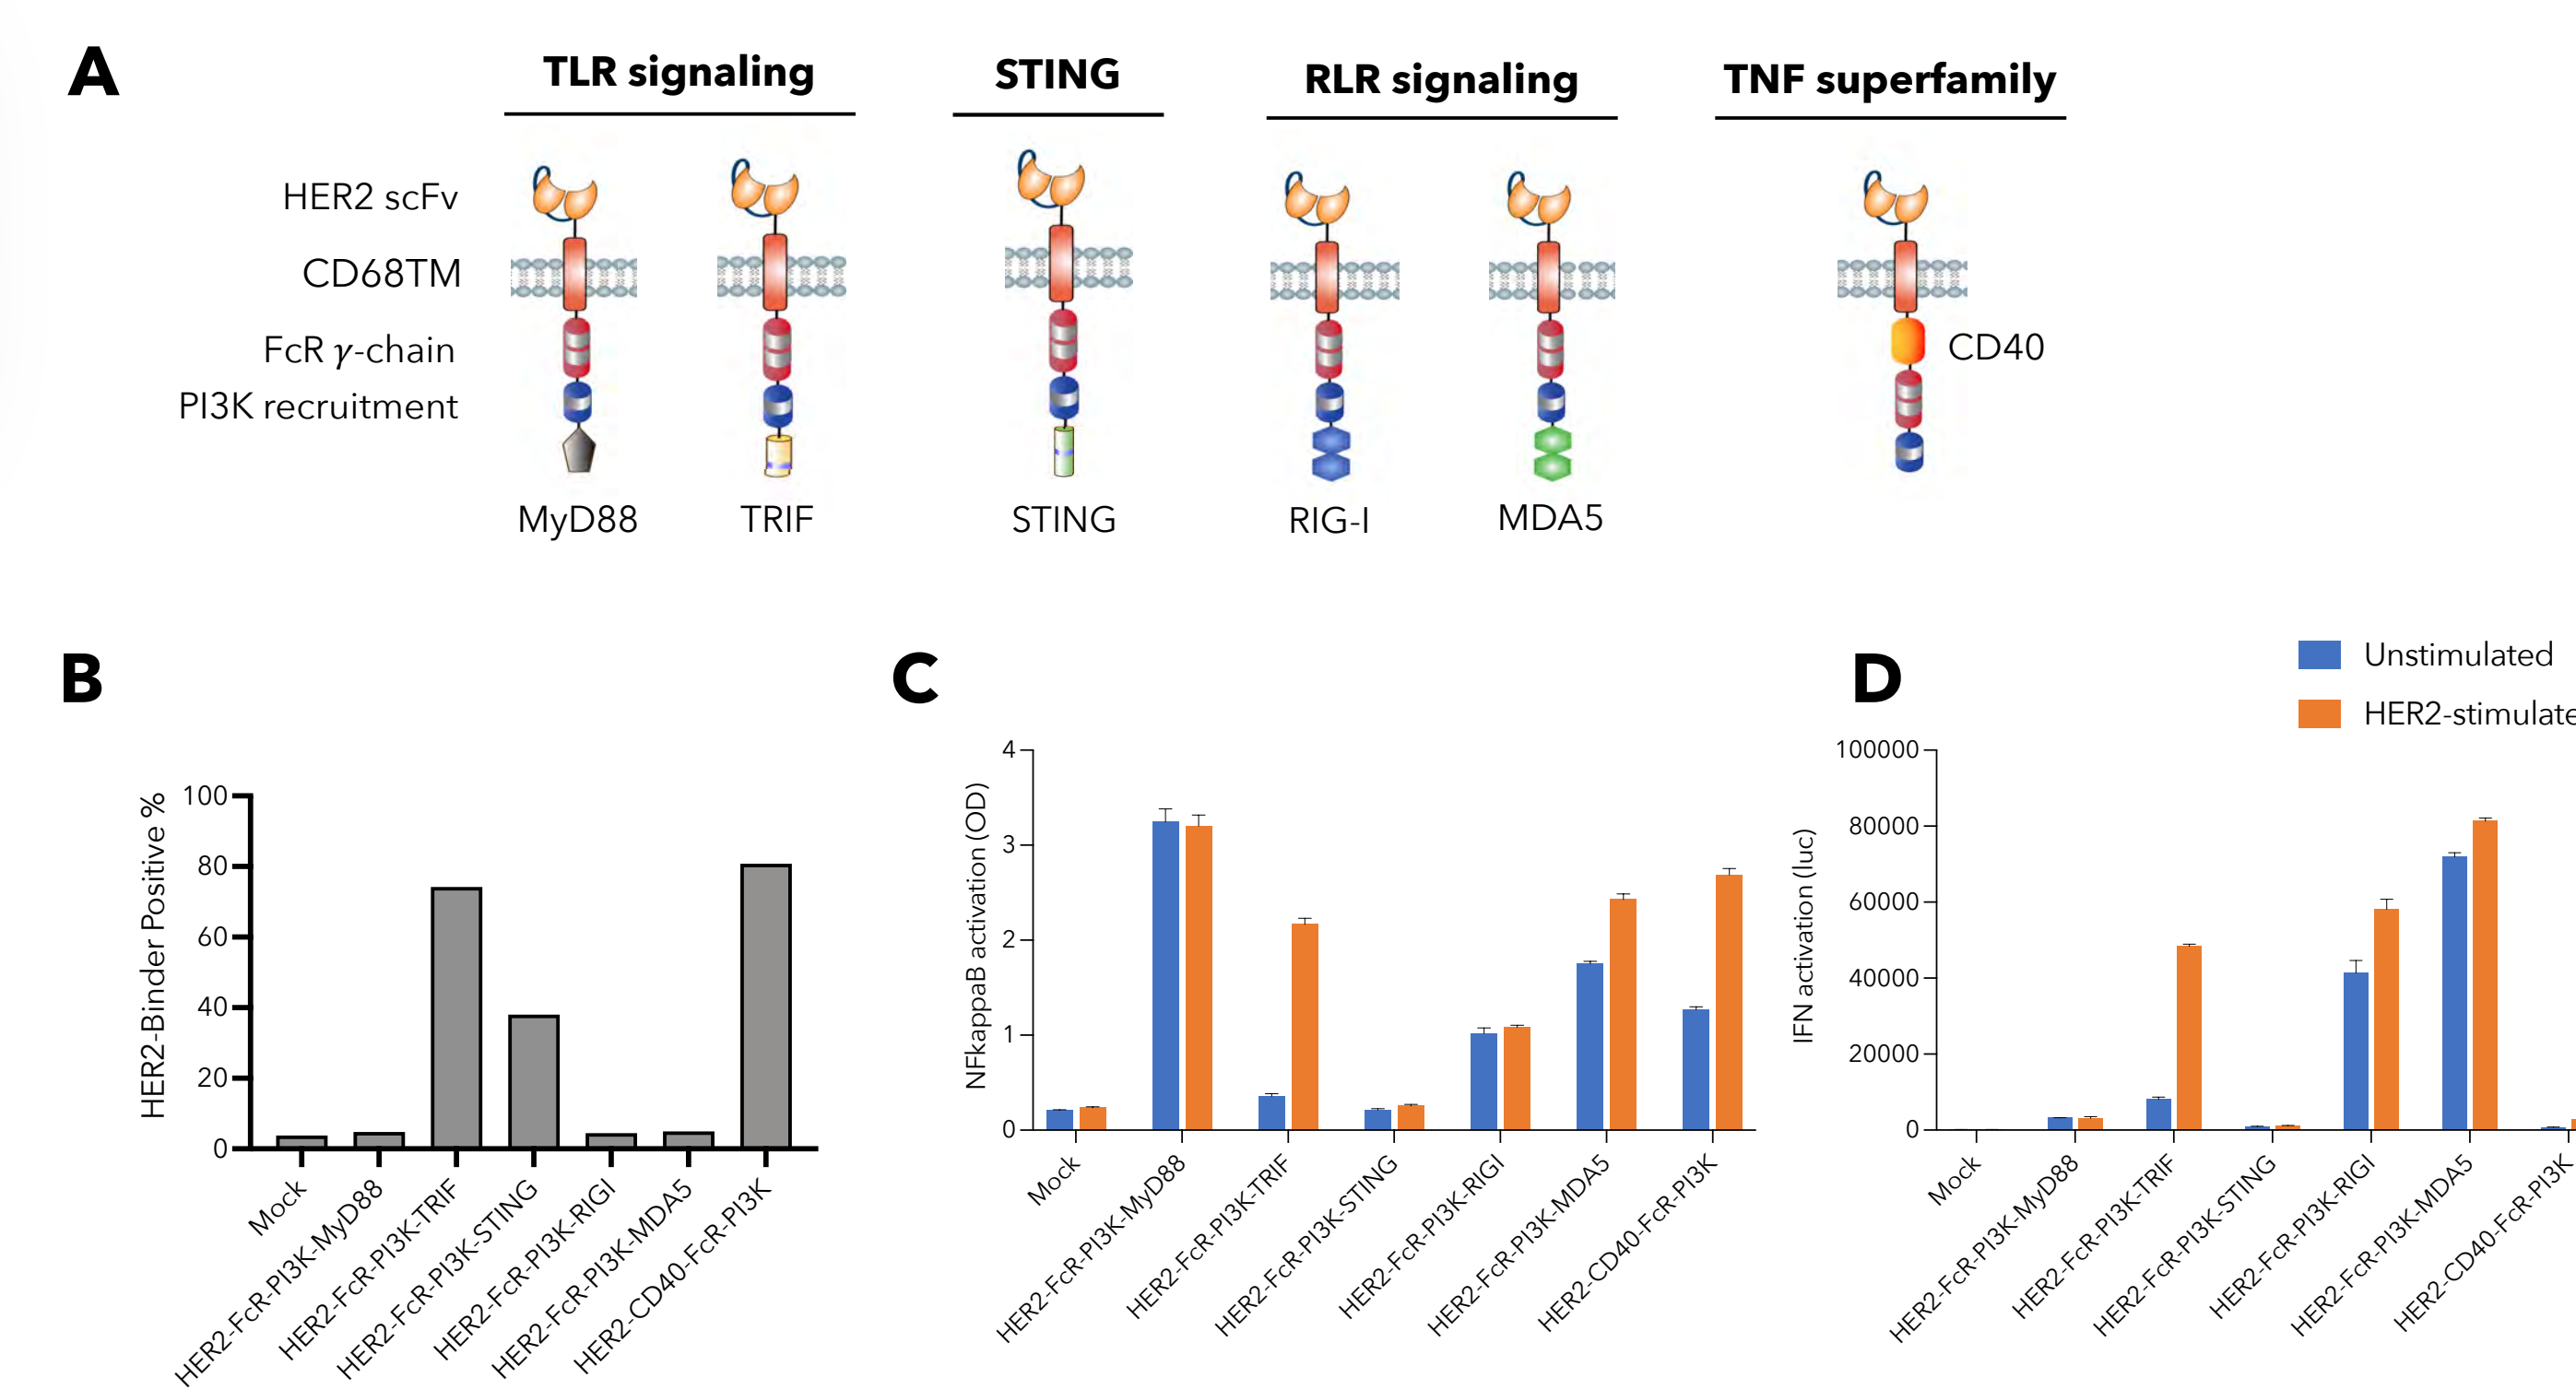 A
TLR signaling
STING
RLR signaling
TNF superfamily
HER2 scFv
CD68TM
FcR γ-chain
PI3K recruitment
CD40
MyD88
TRIF
STING
RIG-I
MDA5
B
HER2-Binder Positive %
100
80
60
40
20
0
Mock
HER2-FcR-PI3K-MyD88
HER2-FcR-PI3K-TRIF
HER2-FcR-PI3K-STING
HER2-FcR-PI3K-RIGI
HER2-FcR-PI3K-MDA5
HER2-CD40-FcR-PI3K
C
NFkappaB activation (OD)
4
3
2
1
0
Mock
HER2-FcR-PI3K-MyD88
HER2-FcR-PI3K-TRIF
HER2-FcR-PI3K-STING
HER2-FcR-PI3K-RIGI
HER2-FcR-PI3K-MDA5
HER2-CD40-FcR-PI3K
D
Unstimulated
HER2-stimulate
IFN activation (luc)
100000
80000
60000
40000
20000
0
Mock
HER2-FcR-PI3K-MyD88
HER2-FcR-PI3K-TRIF
HER2-FcR-PI3K-STING
HER2-FcR-PI3K-RIGI
HER2-FcR-PI3K-MDA5
HER2-CD40-FcR-PI3K